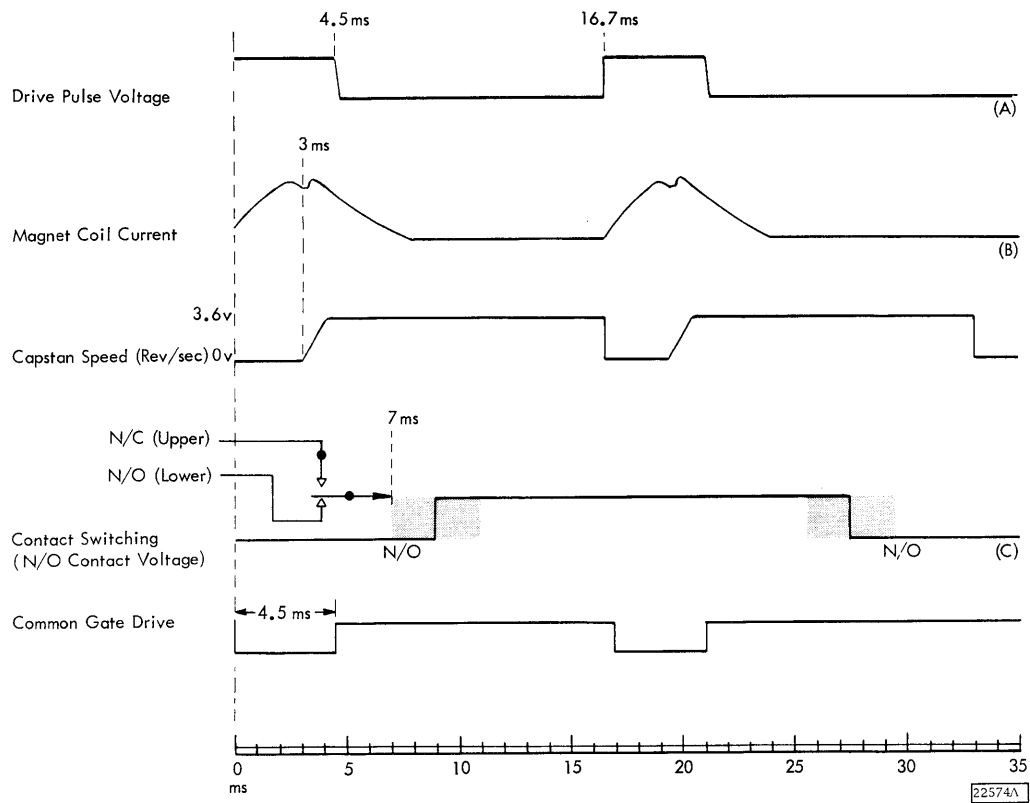 4.5 ms
16.7 ms
Drive Pulse Voltage
(A)
3 ms
Magnet Coil Current
(B)
3.6v
Capstan Speed (Rev/sec) 0v
7 ms
N/C (Upper)
N/O (Lower)
Contact Switching
(N/O Contact Voltage)
N/O
N/O
(C)
4.5 ms
Common Gate Drive
0 5 10 15 20 25 30 35
ms
22574A